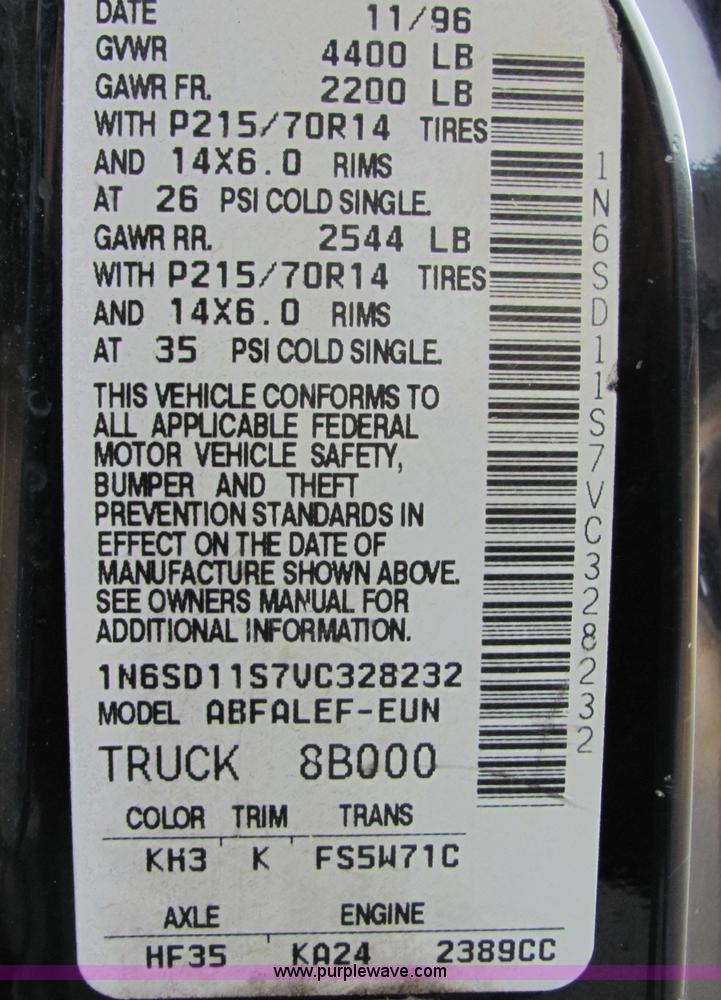 DATE 11/96
GVWR 4400 LB
GAWR FR. 2200 LB
WITH P215/70R14 TIRES
AND 14X6.0 RIMS
AT 26 PSI COLD SINGLE.
GAWR RR. 2544 LB
WITH P215/70R14 TIRES
AND 14X6.0 RIMS
AT 35 PSI COLD SINGLE.
THIS VEHICLE CONFORMS TO
ALL APPLICABLE FEDERAL
MOTOR VEHICLE SAFETY,
BUMPER AND THEFT
PREVENTION STANDARDS IN
EFFECT ON THE DATE OF
MANUFACTURE SHOWN ABOVE.
SEE OWNERS MANUAL FOR
ADDITIONAL INFORMATION.
1N6SD11S7VC328232
MODEL ABFALEF-EUN
TRUCK 8B000
COLOR TRIM TRANS
KH3 K FS5W71C
AXLE ENGINE
HF35 KA24 2389CC
1N6SD11S7VC328232
www.purplewave.com